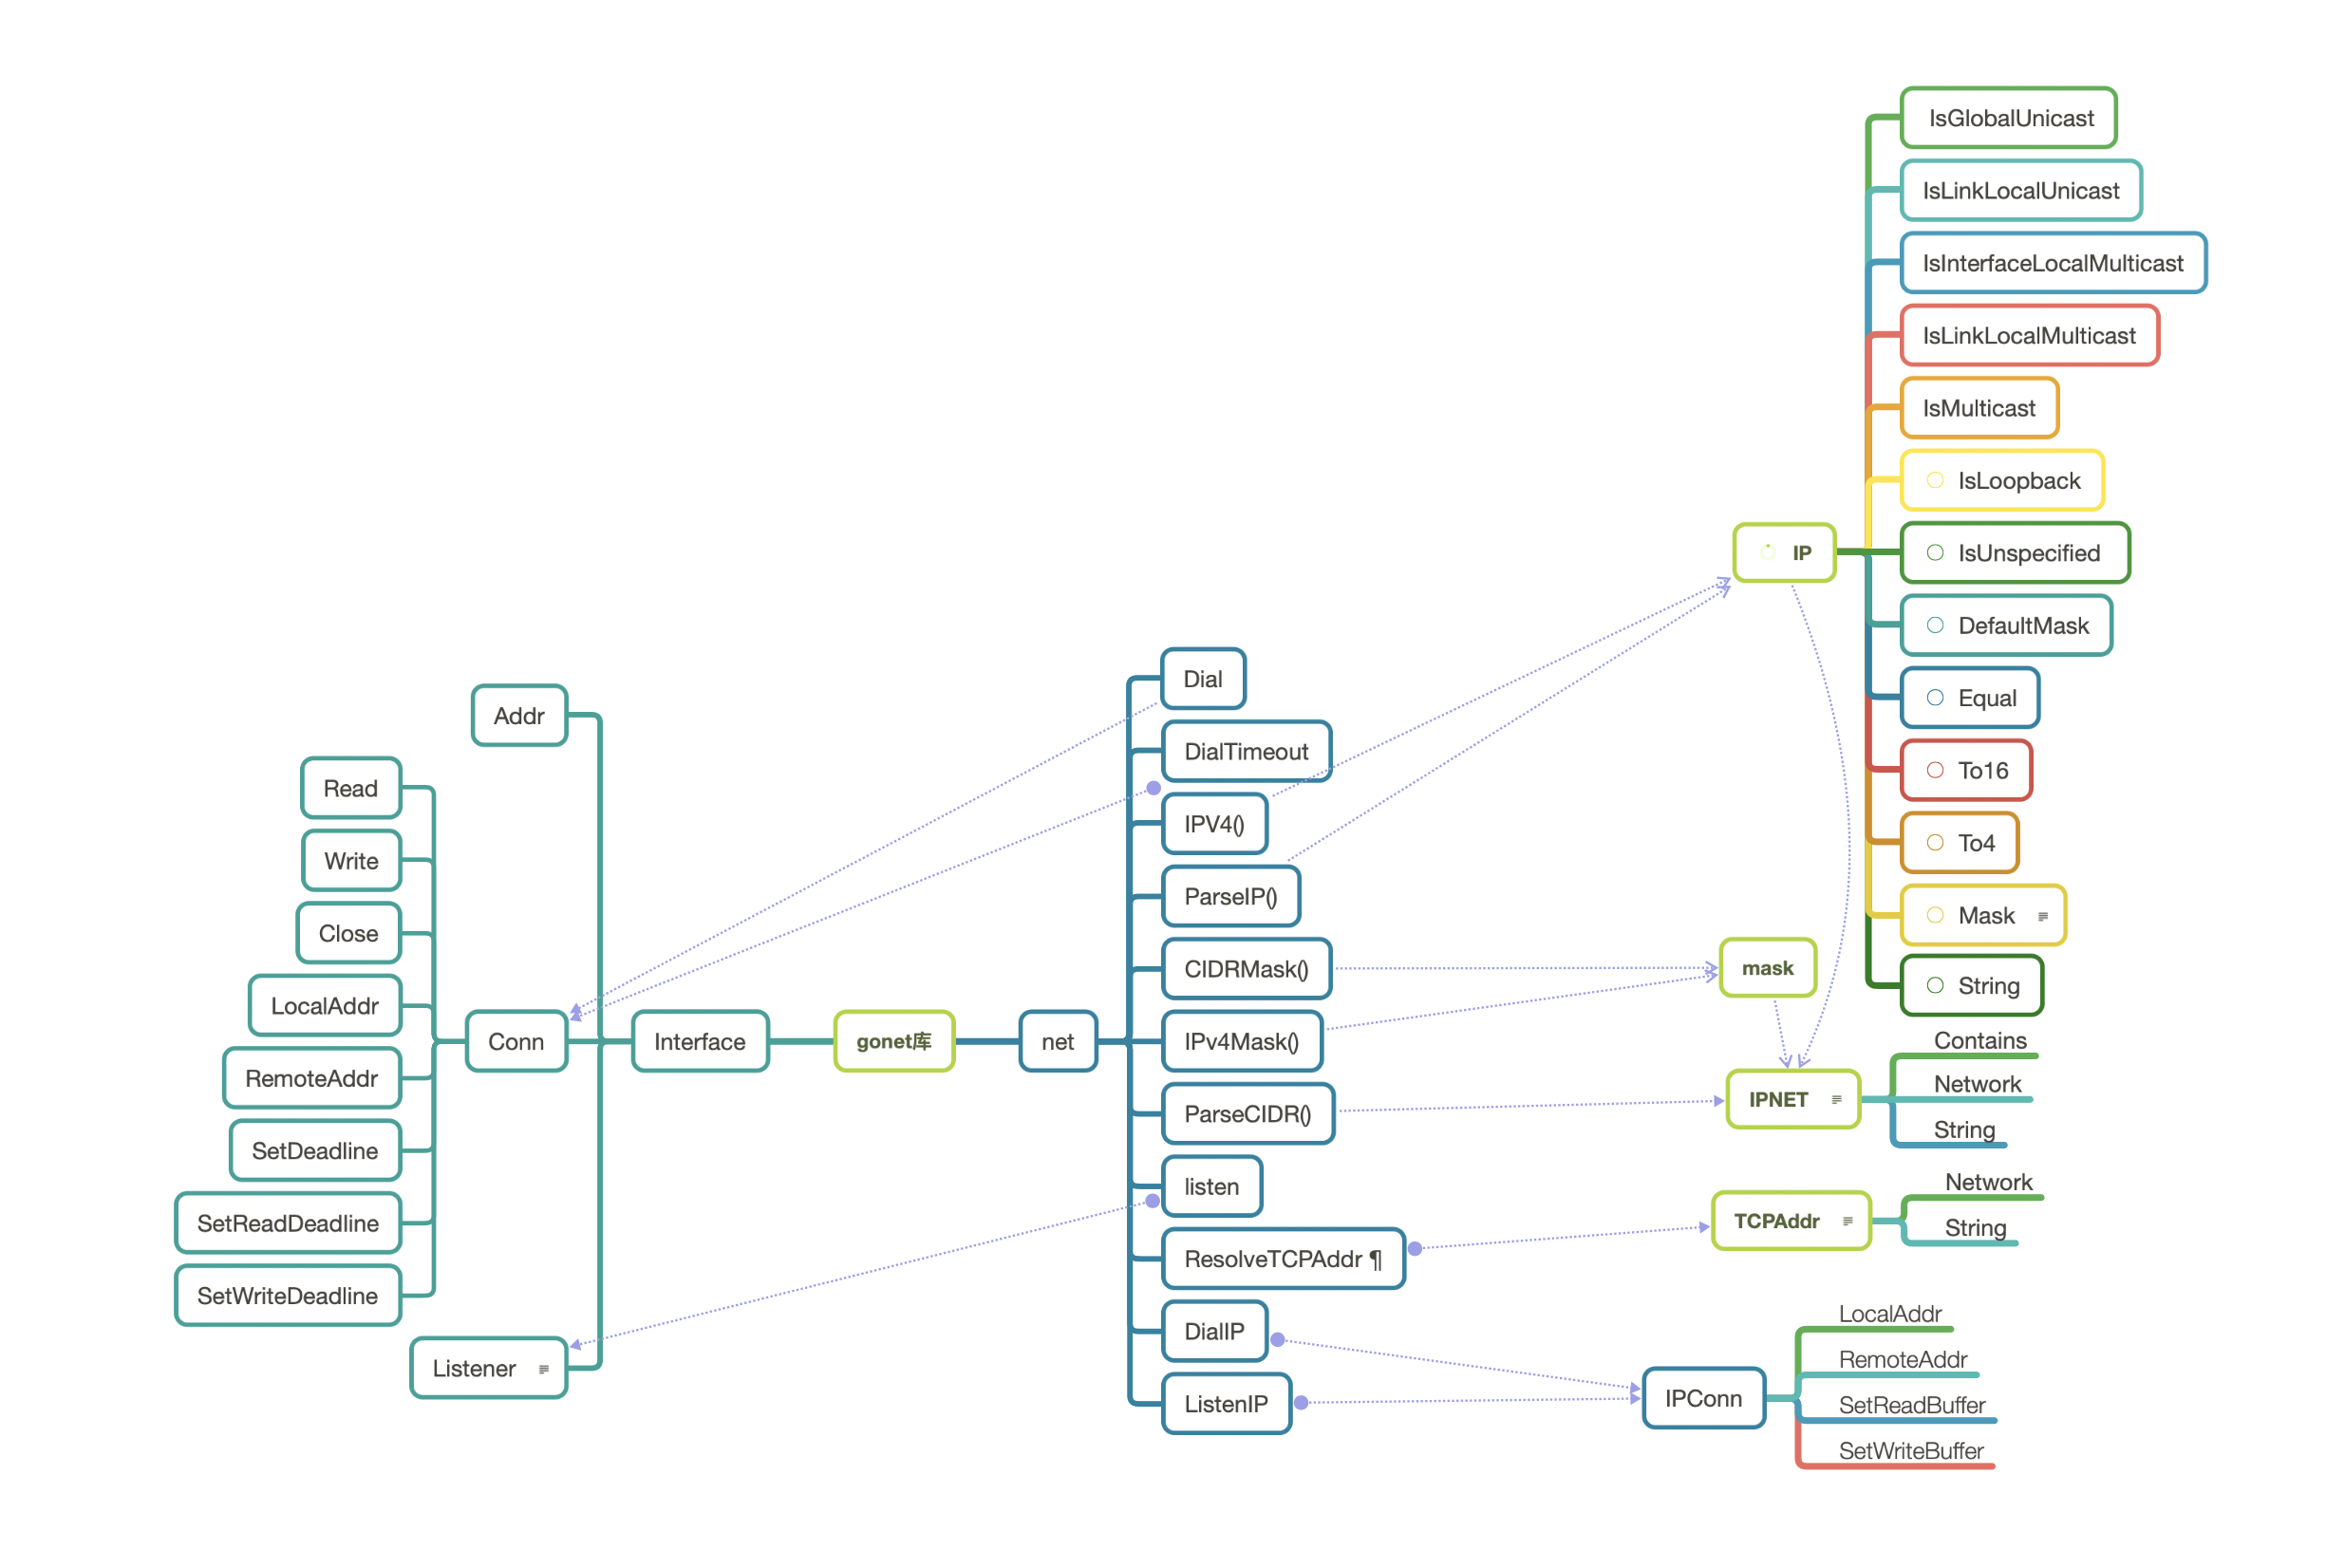 Addr
Read
Write
Close
LocalAddr
RemoteAddr
SetDeadline
SetReadDeadline
SetWriteDeadline
Conn
Listener
Interface
gonet库
net
Dial
DialTimeout
IPV4()
ParseIP()
CIDRMask()
IPv4Mask()
ParseCIDR()
listen
ResolveTCPAddr ¶
DialIP
ListenIP
IP
IsGlobalUnicast
IsLinkLocalUnicast
IsInterfaceLocalMulticast
IsLinkLocalMulticast
IsMulticast
IsLoopback
IsUnspecified
DefaultMask
Equal
To16
To4
Mask
String
mask
IPNET
Contains
Network
String
TCPAddr
Network
String
IPConn
LocalAddr
RemoteAddr
SetReadBuffer
SetWriteBuffer